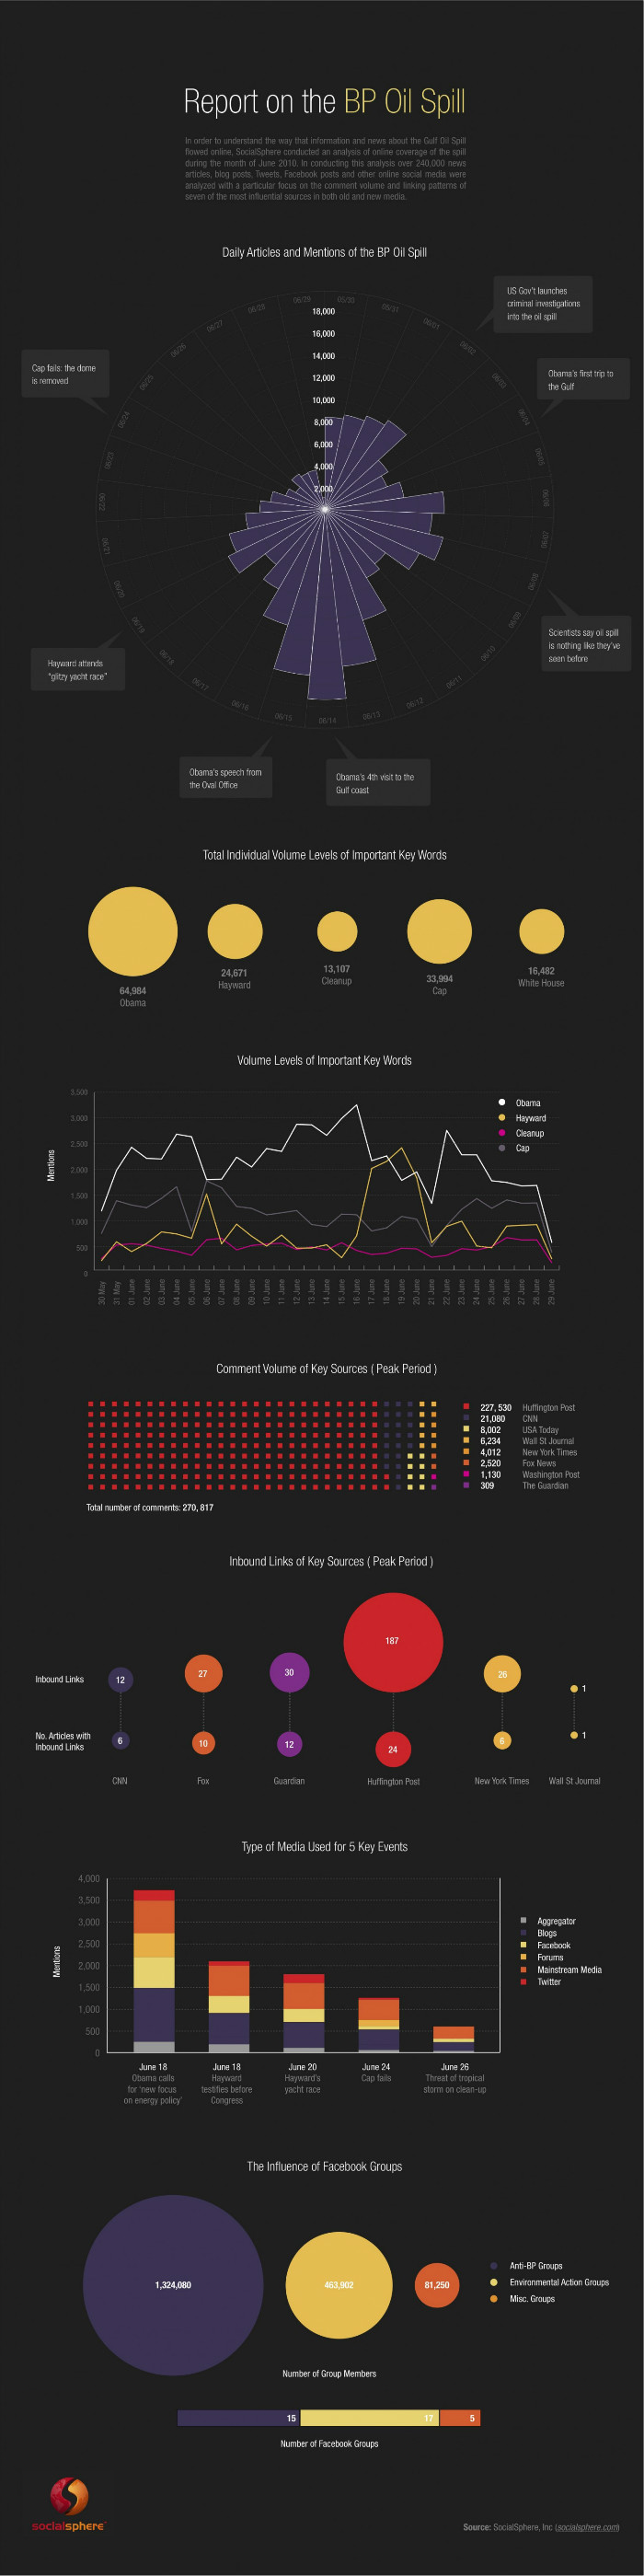 Report on the BP Oil Spill
In order to understand the way that information and news about the Gulf Oil Spill
flowed online, SocialSphere conducted an analysis of online coverage of the spill
during the month of June 2010. In conducting this analysis over 240,000 news
articles, blog posts, Tweets, Facebook posts and other online social media were
analyzed with a particular focus on the comment volume and linking patterns of
seven of the most influential sources in both old and new media.
Daily Articles and Mentions of the BP Oil Spill
US Gov't launches
criminal investigations
into the oil spill
06/28
06/29
05/30
05/31
18,000
06/27
06/01
16,000
06/26
06/02
14,000
Cap fails: the dome
is removed
Obama's first trip to
the Gulf
06/25
06/03
12,000
10,000
06/24
06/04
8,000
6,000
06/23
06/05
4,000
2,000
06/22
06/06
06/21
06/07
06/20
06/08
06/19
06/09
Scientists say oil spill
is nothing like they've
seen before
06/18
06/10
Hayward attends
"glitzy yacht race"
06/17
06/11
06/16
06/12
06/15
06/14
06/13
Obama's speech from
the Oval Office
Obama's 4th visit to the
Gulf coast
Total Individual Volume Levels of Important Key Words
64,984
Obama
24,671
Hayward
13,107
Cleanup
33,994
Cap
16,482
White House
Volume Levels of Important Key Words
3,500
3,000
2,500
2,000
1,500
1,000
500
0
Mentions
Obama
Hayward
Cleanup
Cap
30 May
31 May
01 June
02 June
03 June
04 June
05 June
06 June
07 June
08 June
09 June
10 June
11 June
12 June
13 June
14 June
15 June
16 June
17 June
18 June
19 June
20 June
21 June
22 June
23 June
24 June
25 June
26 June
27 June
28 June
29 June
Comment Volume of Key Sources ( Peak Period )
227, 530 Huffington Post
21,080 CNN
8,002 USA Today
6,234 Wall St Journal
4,012 New York Times
2,520 Fox News
1,130 Washington Post
309 The Guardian
Total number of comments: 270, 817
Inbound Links of Key Sources ( Peak Period )
Inbound Links
12
27
30
187
26
1
No. Articles with
Inbound Links
6
10
12
24
6
1
CNN
Fox
Guardian
Huffington Post
New York Times
Wall St Journal
Type of Media Used for 5 Key Events
4,000
3,500
3,000
2,500
2,000
1,500
1,000
500
0
Mentions
Aggregator
Blogs
Facebook
Forums
Mainstream Media
Twitter
June 18
Obama calls
for 'new focus
on energy policy'
June 18
Hayward
testifies before
Congress
June 20
Hayward's
yacht race
June 24
Cap fails
June 26
Threat of tropical
storm on clean-up
The Influence of Facebook Groups
1,324,080
463,902
81,250
Anti-BP Groups
Environmental Action Groups
Misc. Groups
Number of Group Members
15
17
5
Number of Facebook Groups
socialsphere
Source: SocialSphere, Inc (socialsphere.com)